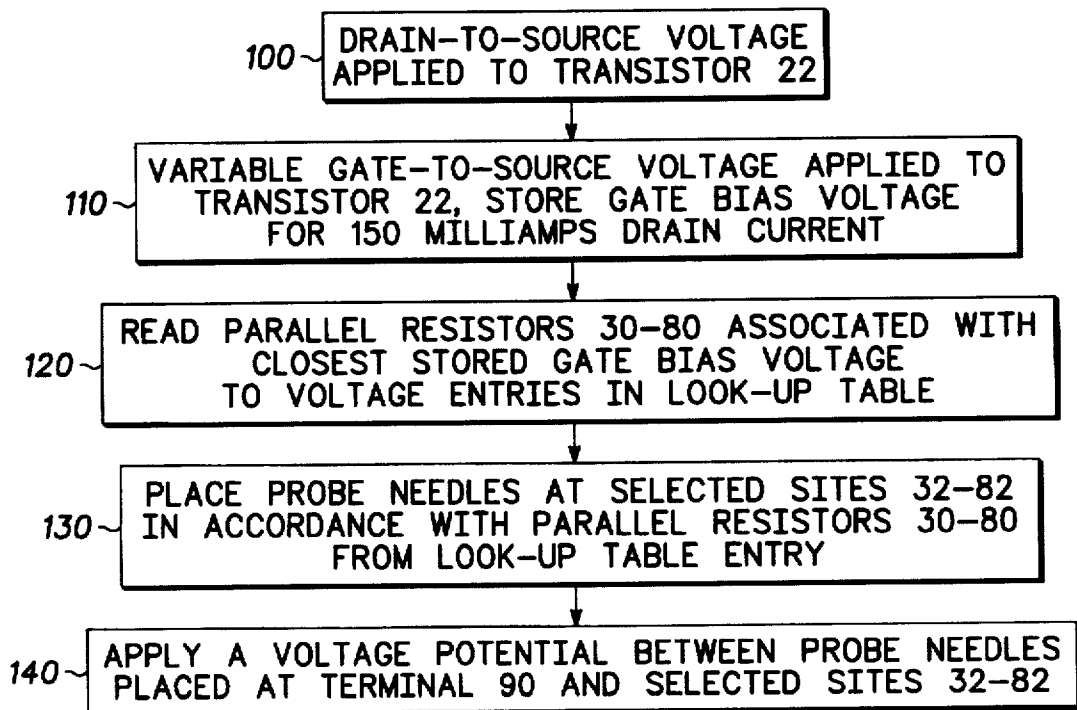 100
DRAIN-TO-SOURCE VOLTAGE
APPLIED TO TRANSISTOR 22
110
VARIABLE GATE-TO-SOURCE VOLTAGE APPLIED TO
TRANSISTOR 22, STORE GATE BIAS VOLTAGE
FOR 150 MILLIAMPS DRAIN CURRENT
120
READ PARALLEL RESISTORS 30-80 ASSOCIATED WITH
CLOSEST STORED GATE BIAS VOLTAGE
TO VOLTAGE ENTRIES IN LOOK-UP TABLE
130
PLACE PROBE NEEDLES AT SELECTED SITES 32-82
IN ACCORDANCE WITH PARALLEL RESISTORS 30-80
FROM LOOK-UP TABLE ENTRY
140
APPLY A VOLTAGE POTENTIAL BETWEEN PROBE NEEDLES
PLACED AT TERMINAL 90 AND SELECTED SITES 32-82